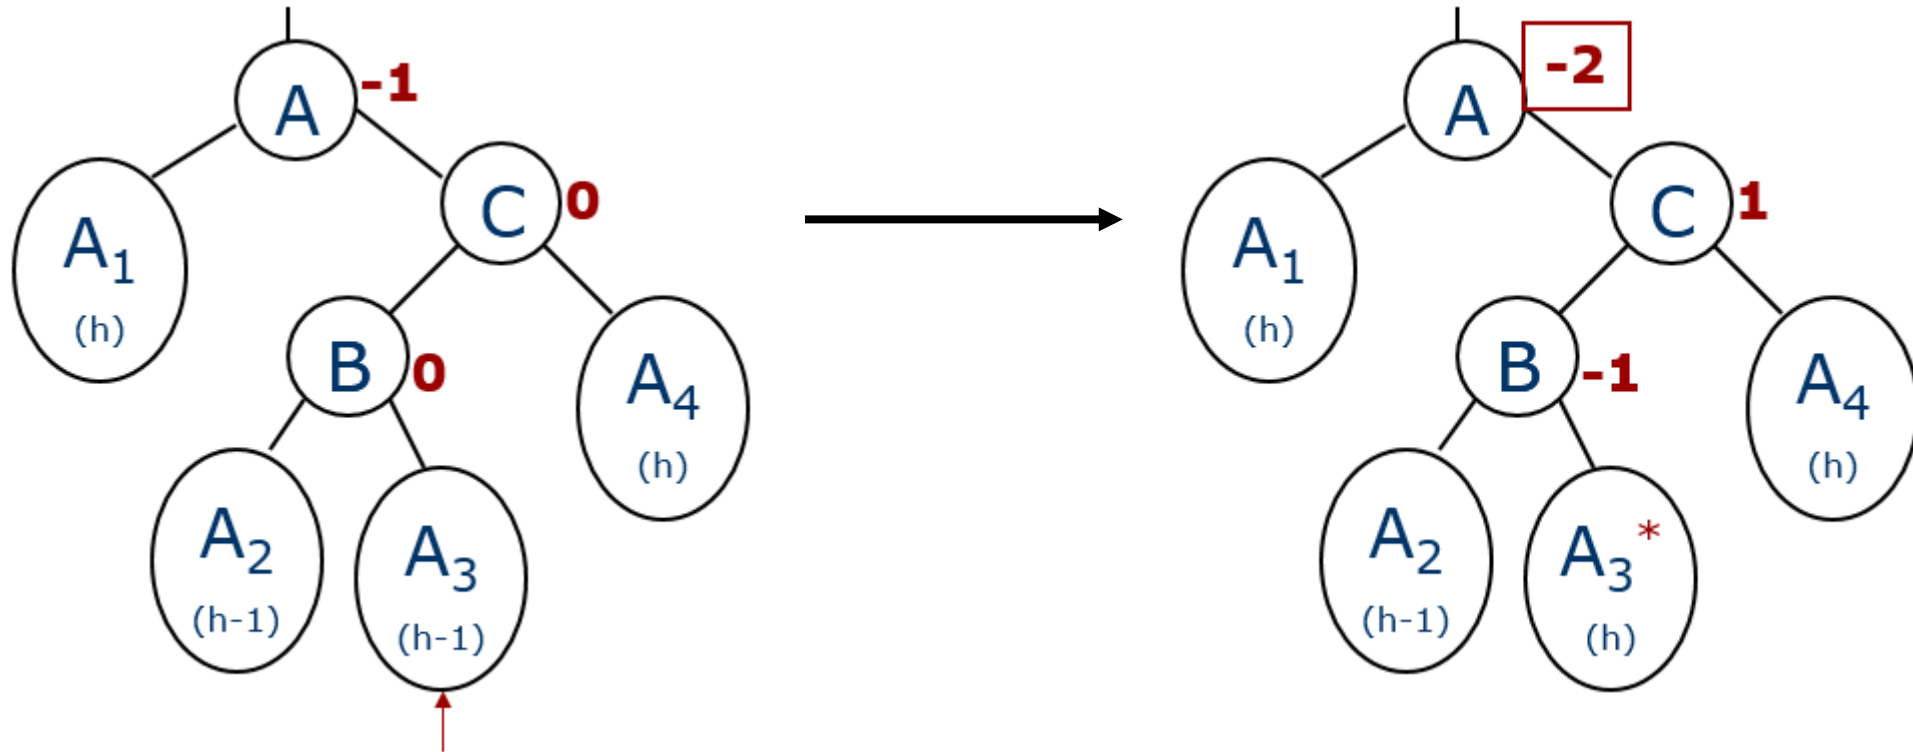 A -1
C 0
A1
(h)
B 0
A4
(h)
A2
(h-1)
A3
(h-1)
A -2
C 1
A1
(h)
B -1
A4
(h)
A2
(h-1)
A3*
(h)